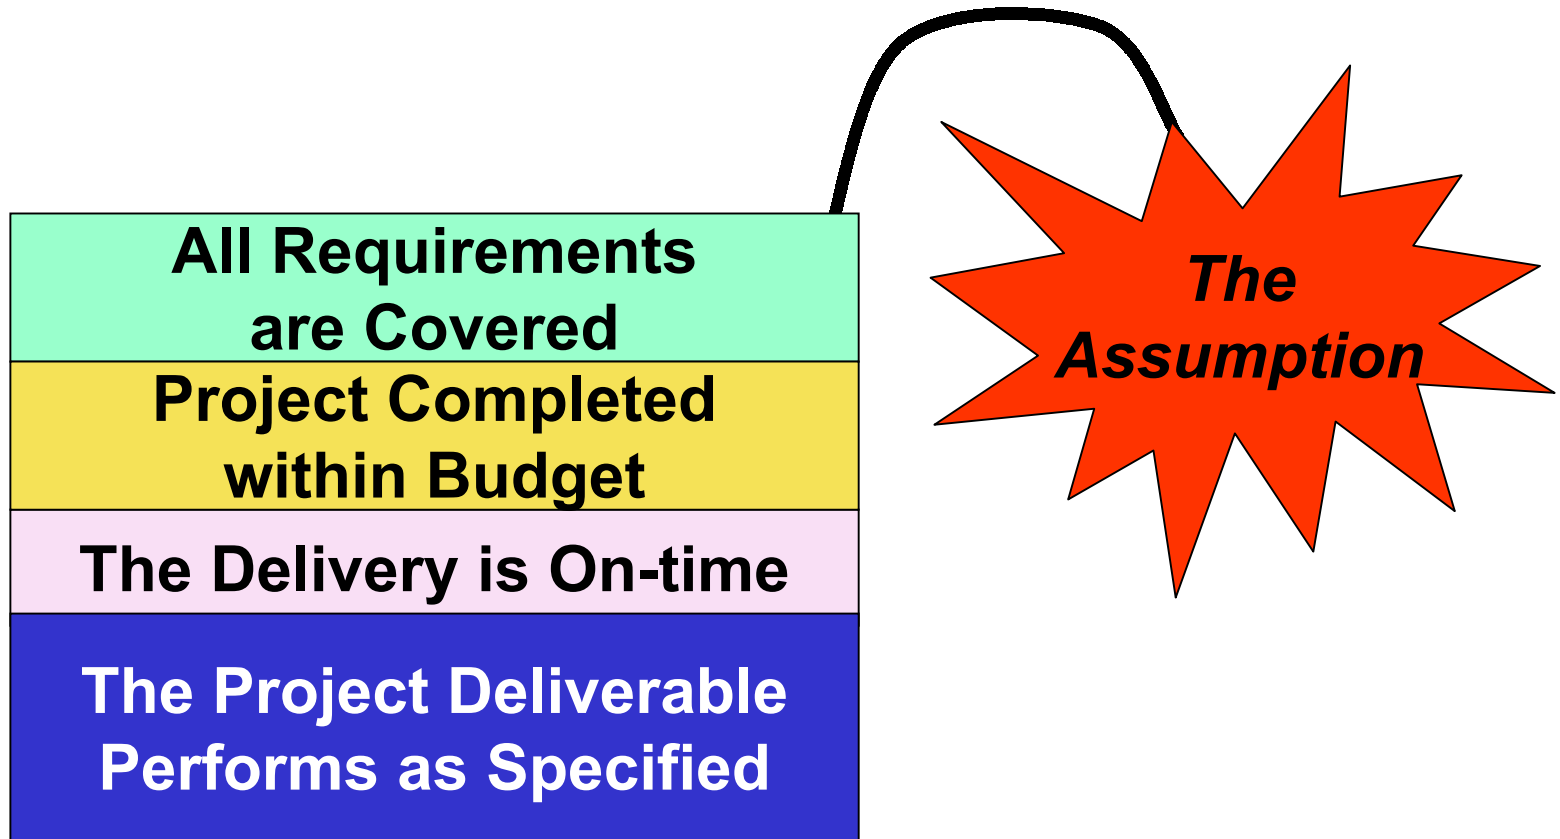 All Requirements
are Covered
Project Completed
within Budget
The Delivery is On-time
The Project Deliverable
Performs as Specified
The
Assumption